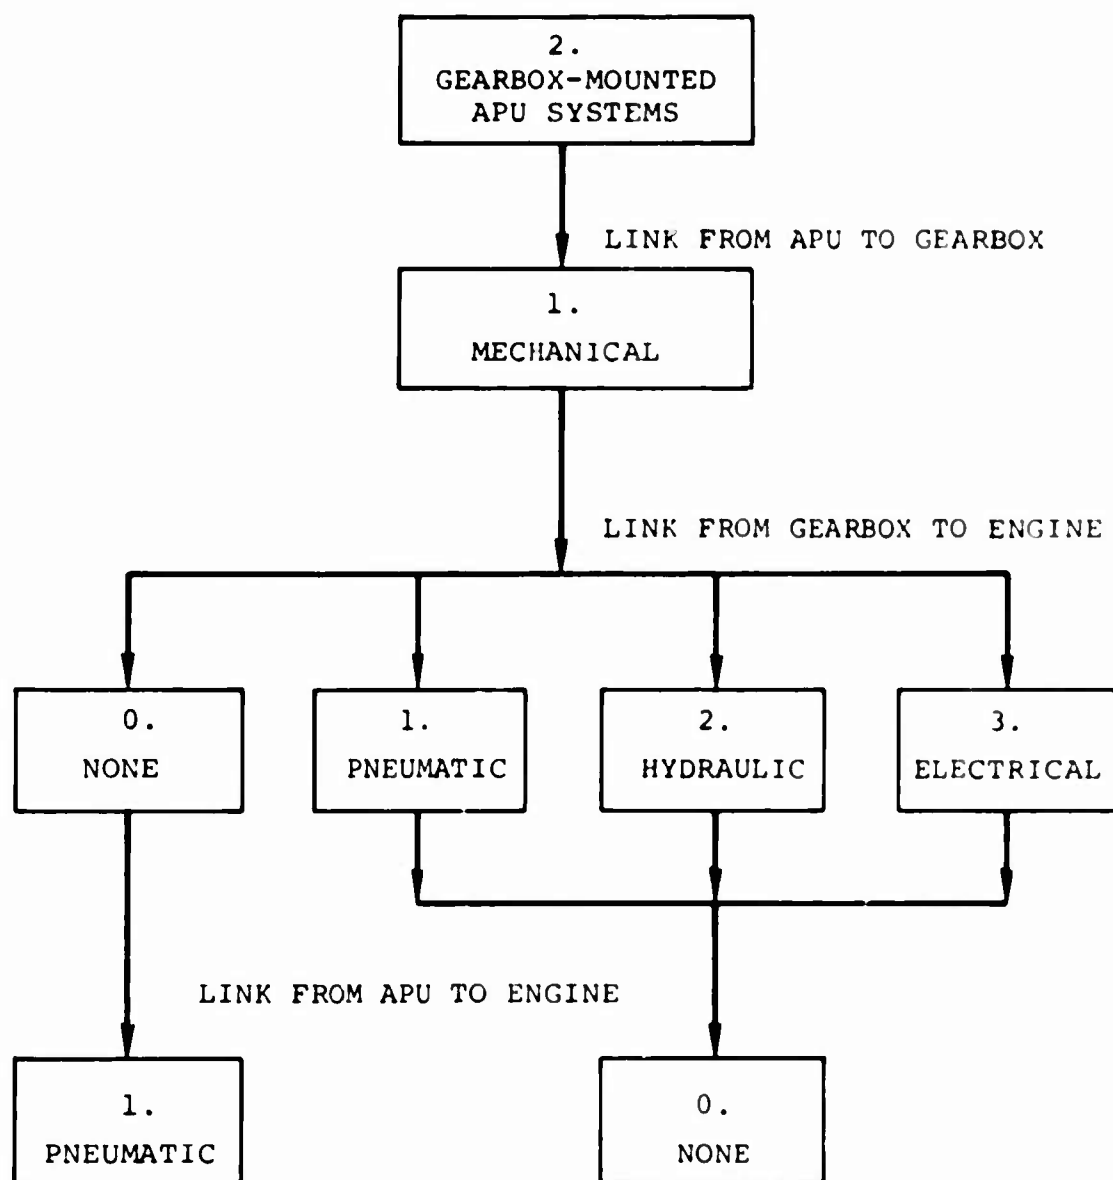 2.
GEARBOX-MOUNTED
APU SYSTEMS
LINK FROM APU TO GEARBOX
1.
MECHANICAL
LINK FROM GEARBOX TO ENGINE
0.
NONE
1.
PNEUMATIC
2.
HYDRAULIC
3.
ELECTRICAL
LINK FROM APU TO ENGINE
1.
PNEUMATIC
0.
NONE